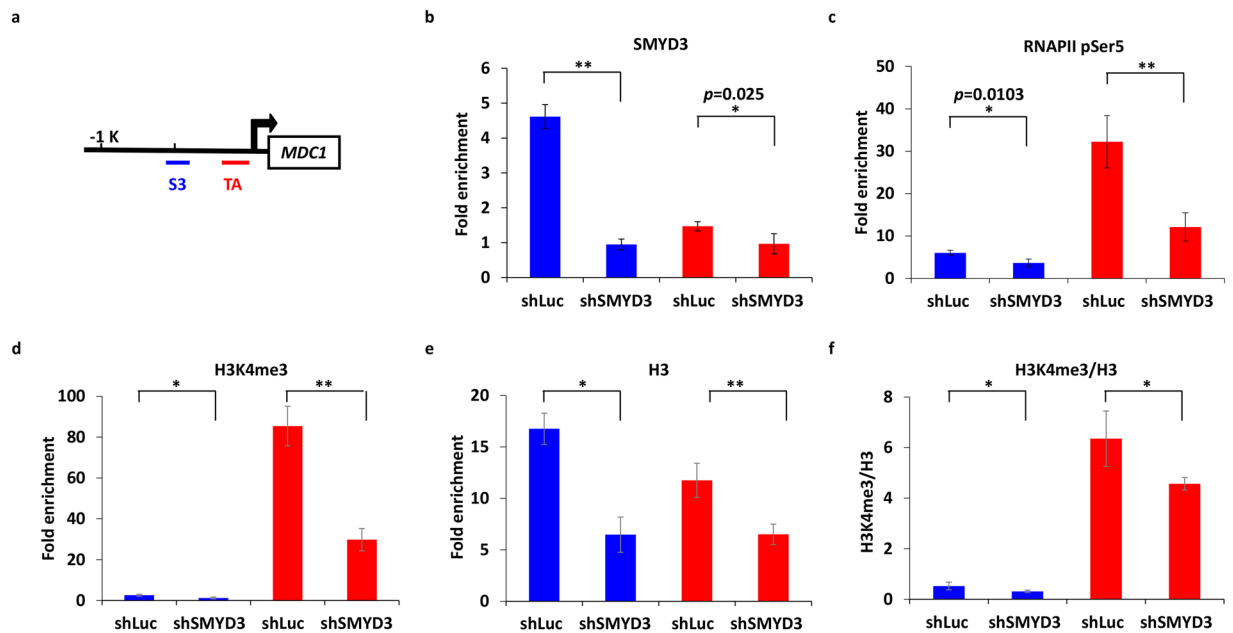 a
-1 K
MDC1
S3
TA
b
SMYD3
Fold enrichment
6
5
4
3
2
1
0
**
p=0.025
*
shLuc
shSMYD3
shLuc
shSMYD3
c
RNAPII pSer5
Fold enrichment
50
40
30
20
10
0
p=0.0103
*
**
shLuc
shSMYD3
shLuc
shSMYD3
d
H3K4me3
Fold enrichment
100
80
60
40
20
0
*
**
shLuc
shSMYD3
shLuc
shSMYD3
e
H3
Fold enrichment
20
15
10
5
0
*
**
shLuc
shSMYD3
shLuc
shSMYD3
f
H3K4me3/H3
H3K4me3/H3
8
6
4
2
0
*
*
shLuc
shSMYD3
shLuc
shSMYD3